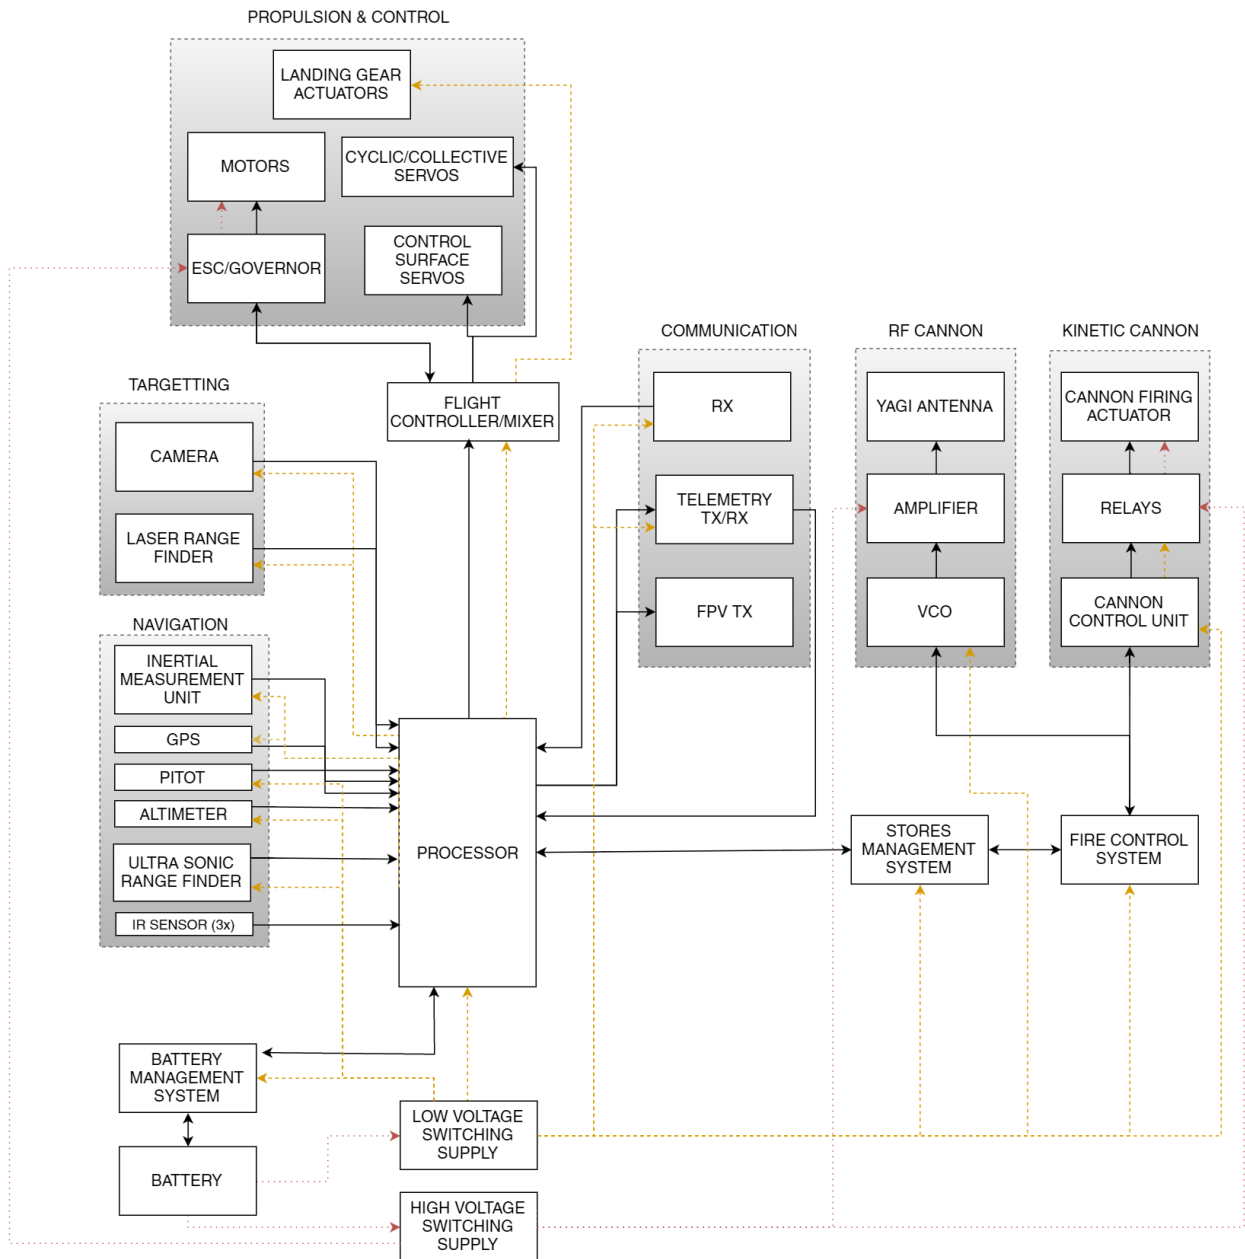 PROPULSION & CONTROL
LANDING GEAR
ACTUATORS
MOTORS
CYCLIC/COLLECTIVE
SERVOS
ESC/GOVERNOR
CONTROL
SURFACE
SERVOS
FLIGHT
CONTROLLER/MIXER
TARGETTING
CAMERA
LASER RANGE
FINDER
NAVIGATION
INERTIAL
MEASUREMENT
UNIT
GPS
PITOT
ALTIMETER
ULTRA SONIC
RANGE FINDER
IR SENSOR (3x)
PROCESSOR
COMMUNICATION
RX
TELEMETRY
TX/RX
FPV TX
RF CANNON
YAGI ANTENNA
AMPLIFIER
VCO
KINETIC CANNON
CANNON FIRING
ACTUATOR
RELAYS
CANNON
CONTROL UNIT
STORES
MANAGEMENT
SYSTEM
FIRE CONTROL
SYSTEM
BATTERY
MANAGEMENT
SYSTEM
BATTERY
LOW VOLTAGE
SWITCHING
SUPPLY
HIGH VOLTAGE
SWITCHING
SUPPLY